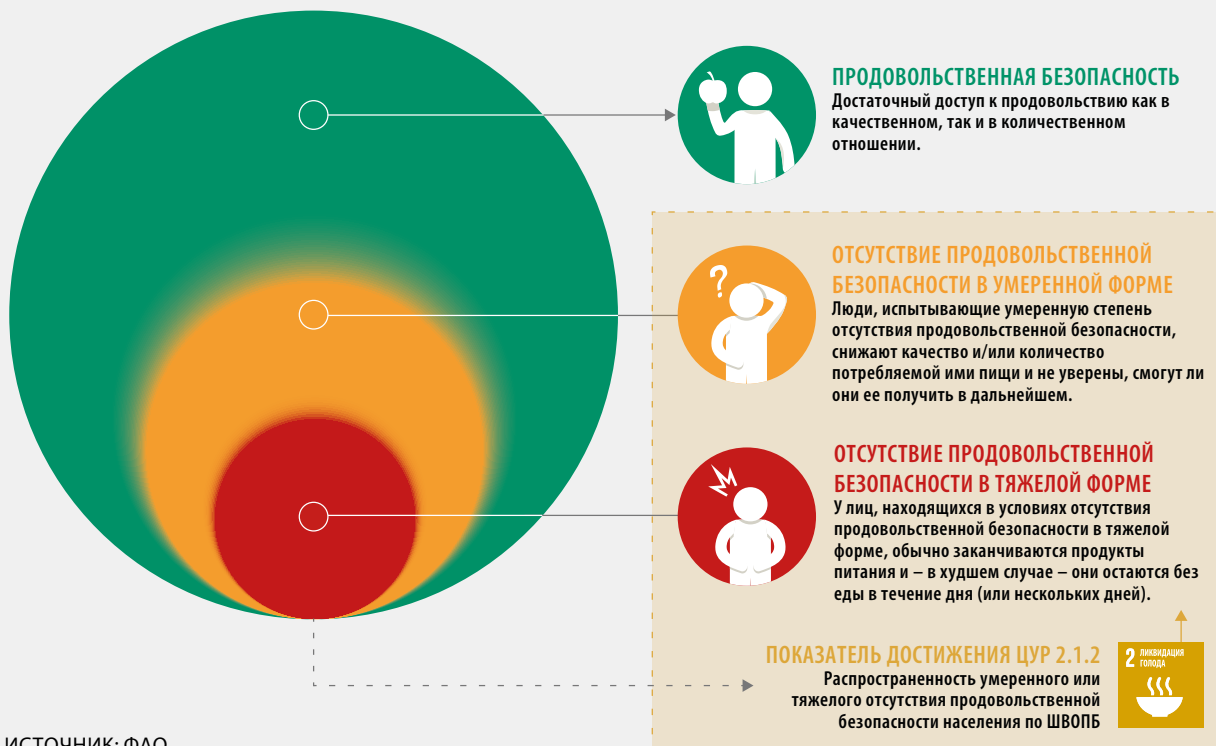 ПРОДОВОЛЬСТВЕННАЯ БЕЗОПАСНОСТЬ
Достаточный доступ к продовольствию как в
качественном, так и в количественном
отношении.
?
ОТСУТСТВИЕ ПРОДОВОЛЬСТВЕННОЙ
БЕЗОПАСНОСТИ В УМЕРЕННОЙ ФОРМЕ
Люди, испытывающие умеренную степень
отсутствия продовольственной безопасности,
снижают качество и/или количество
потребляемой ими пищи и не уверены, смогут ли
они ее получить в дальнейшем.
ОТСУТСТВИЕ ПРОДОВОЛЬСТВЕННОЙ
БЕЗОПАСНОСТИ В ТЯЖЕЛОЙ ФОРМЕ
У лиц, находящихся в условиях отсутствия
продовольственной безопасности в тяжелой
форме, обычно заканчиваются продукты
питания и – в худшем случае – они остаются без
еды в течение дня (или нескольких дней).
ПОКАЗАТЕЛЬ ДОСТИЖЕНИЯ ЦУР 2.1.2
Распространенность умеренного или
тяжелого отсутствия продовольственной
безопасности населения по ШВОПБ
2 ЛИКВИДАЦИЯ
ГОЛОДА
ИСТОЧНИК: ФАО